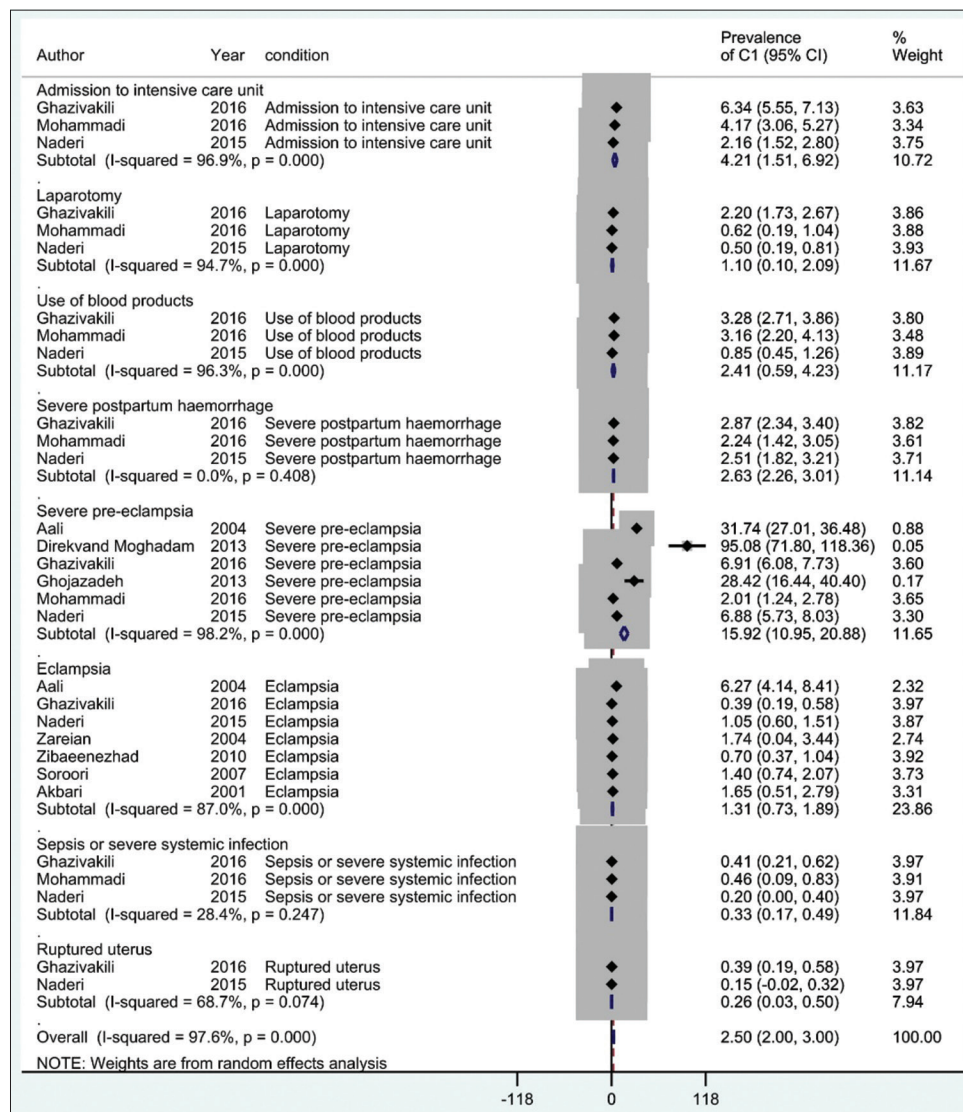 Author Year condition Prevalence of C1 (95% CI) % Weight
Admission to intensive care unit
Ghazivakili 2016 Admission to intensive care unit 6.34 (5.55, 7.13) 3.63
Mohammadi 2016 Admission to intensive care unit 4.17 (3.06, 5.27) 3.34
Naderi 2015 Admission to intensive care unit 2.16 (1.52, 2.80) 3.75
Subtotal (I-squared = 96.9%, p = 0.000) 4.21 (1.51, 6.92) 10.72
.
Laparotomy
Ghazivakili 2016 Laparotomy 2.20 (1.73, 2.67) 3.86
Mohammadi 2016 Laparotomy 0.62 (0.19, 1.04) 3.88
Naderi 2015 Laparotomy 0.50 (0.19, 0.81) 3.93
Subtotal (I-squared = 94.7%, p = 0.000) 1.10 (0.10, 2.09) 11.67
.
Use of blood products
Ghazivakili 2016 Use of blood products 3.28 (2.71, 3.86) 3.80
Mohammadi 2016 Use of blood products 3.16 (2.20, 4.13) 3.48
Naderi 2015 Use of blood products 0.85 (0.45, 1.26) 3.89
Subtotal (I-squared = 96.3%, p = 0.000) 2.41 (0.59, 4.23) 11.17
.
Severe postpartum haemorrhage
Ghazivakili 2016 Severe postpartum haemorrhage 2.87 (2.34, 3.40) 3.82
Mohammadi 2016 Severe postpartum haemorrhage 2.24 (1.42, 3.05) 3.61
Naderi 2015 Severe postpartum haemorrhage 2.51 (1.82, 3.21) 3.71
Subtotal (I-squared = 0.0%, p = 0.408) 2.63 (2.26, 3.01) 11.14
.
Severe pre-eclampsia
Aali 2004 Severe pre-eclampsia 31.74 (27.01, 36.48) 0.88
Direkvand Moghadam 2013 Severe pre-eclampsia 95.08 (71.80, 118.36) 0.05
Ghazivakili 2016 Severe pre-eclampsia 6.91 (6.08, 7.73) 3.60
Ghojazadeh 2013 Severe pre-eclampsia 28.42 (16.44, 40.40) 0.17
Mohammadi 2016 Severe pre-eclampsia 2.01 (1.24, 2.78) 3.65
Naderi 2015 Severe pre-eclampsia 6.88 (5.73, 8.03) 3.30
Subtotal (I-squared = 98.2%, p = 0.000) 15.92 (10.95, 20.88) 11.65
.
Eclampsia
Aali 2004 Eclampsia 6.27 (4.14, 8.41) 2.32
Ghazivakili 2016 Eclampsia 0.39 (0.19, 0.58) 3.97
Naderi 2015 Eclampsia 1.05 (0.60, 1.51) 3.87
Zareian 2004 Eclampsia 1.74 (0.04, 3.44) 2.74
Zibaeenezhad 2010 Eclampsia 0.70 (0.37, 1.04) 3.92
Soroori 2007 Eclampsia 1.40 (0.74, 2.07) 3.73
Akbari 2001 Eclampsia 1.65 (0.51, 2.79) 3.31
Subtotal (I-squared = 87.0%, p = 0.000) 1.31 (0.73, 1.89) 23.86
.
Sepsis or severe systemic infection
Ghazivakili 2016 Sepsis or severe systemic infection 0.41 (0.21, 0.62) 3.97
Mohammadi 2016 Sepsis or severe systemic infection 0.46 (0.09, 0.83) 3.91
Naderi 2015 Sepsis or severe systemic infection 0.20 (0.00, 0.40) 3.97
Subtotal (I-squared = 28.4%, p = 0.247) 0.33 (0.17, 0.49) 11.84
.
Ruptured uterus
Ghazivakili 2016 Ruptured uterus 0.39 (0.19, 0.58) 3.97
Naderi 2015 Ruptured uterus 0.15 (-0.02, 0.32) 3.97
Subtotal (I-squared = 68.7%, p = 0.074) 0.26 (0.03, 0.50) 7.94
.
Overall (I-squared = 97.6%, p = 0.000) 2.50 (2.00, 3.00) 100.00
NOTE: Weights are from random effects analysis
-118 0 118